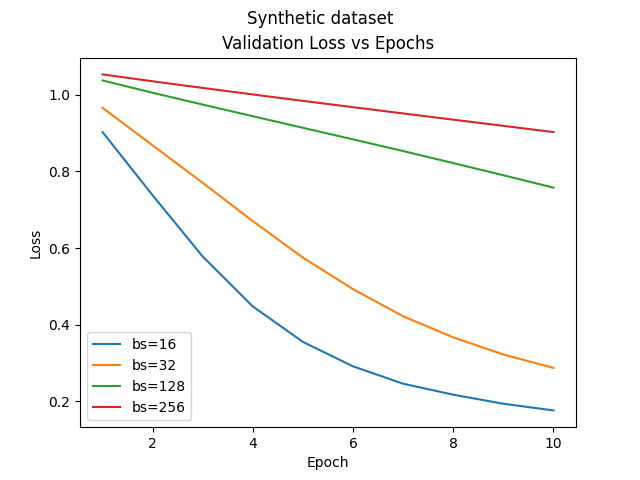 Synthetic dataset
Validation Loss vs Epochs
Loss
1.0
0.8
0.6
0.4
0.2
bs=16
bs=32
bs=128
bs=256
2 4 6 8 10
Epoch